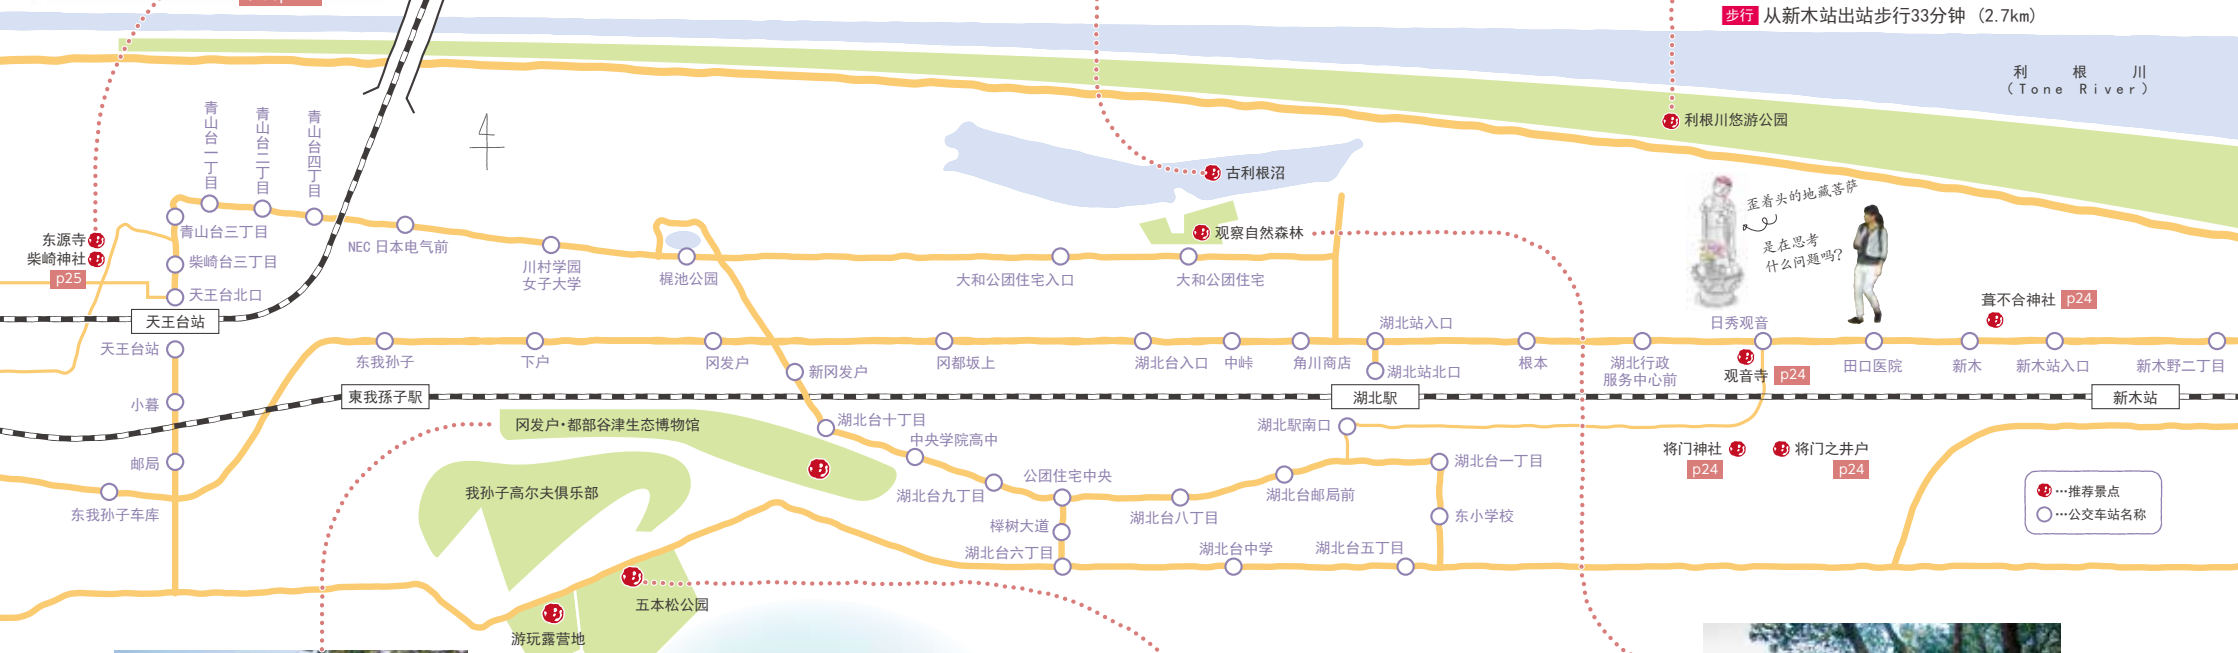 步行 从新木站出站步行33分钟 (2.7km)
利 根 川
(Tone River)
利根川悠游公园
青山台一丁目
青山台二丁目
青山台四丁目
古利根沼
歪着头的地藏菩萨
是在思考
什么问题吗?
东源寺
柴崎神社
p25
青山台三丁目
柴崎台三丁目
天王台北口
天王台站
NEC 日本电气前
川村学园
女子大学
梶池公园
观察自然森林
大和公团住宅入口
大和公团住宅
葺不合神社 p24
天王台站
东我孙子
下户
冈发户
新冈发户
冈都坂上
湖北台入口
中峠
角川商店
湖北站入口
湖北站北口
根本
湖北行政
服务中心前
日秀观音
观音寺 p24
田口医院
新木
新木站入口
新木野二丁目
小暮
東我孫子駅
湖北駅
新木站
邮局
东我孙子车库
冈发户·都部谷津生态博物馆
湖北台十丁目
中央学院高中
湖北駅南口
将门神社
p24
将门之井户
p24
我孙子高尔夫俱乐部
湖北台九丁目
公团住宅中央
湖北台八丁目
湖北台邮局前
湖北台一丁目
榉树大道
东小学校
湖北台六丁目
湖北台中学
湖北台五丁目
…推荐景点
…公交车站名称
五本松公园
游玩露营地